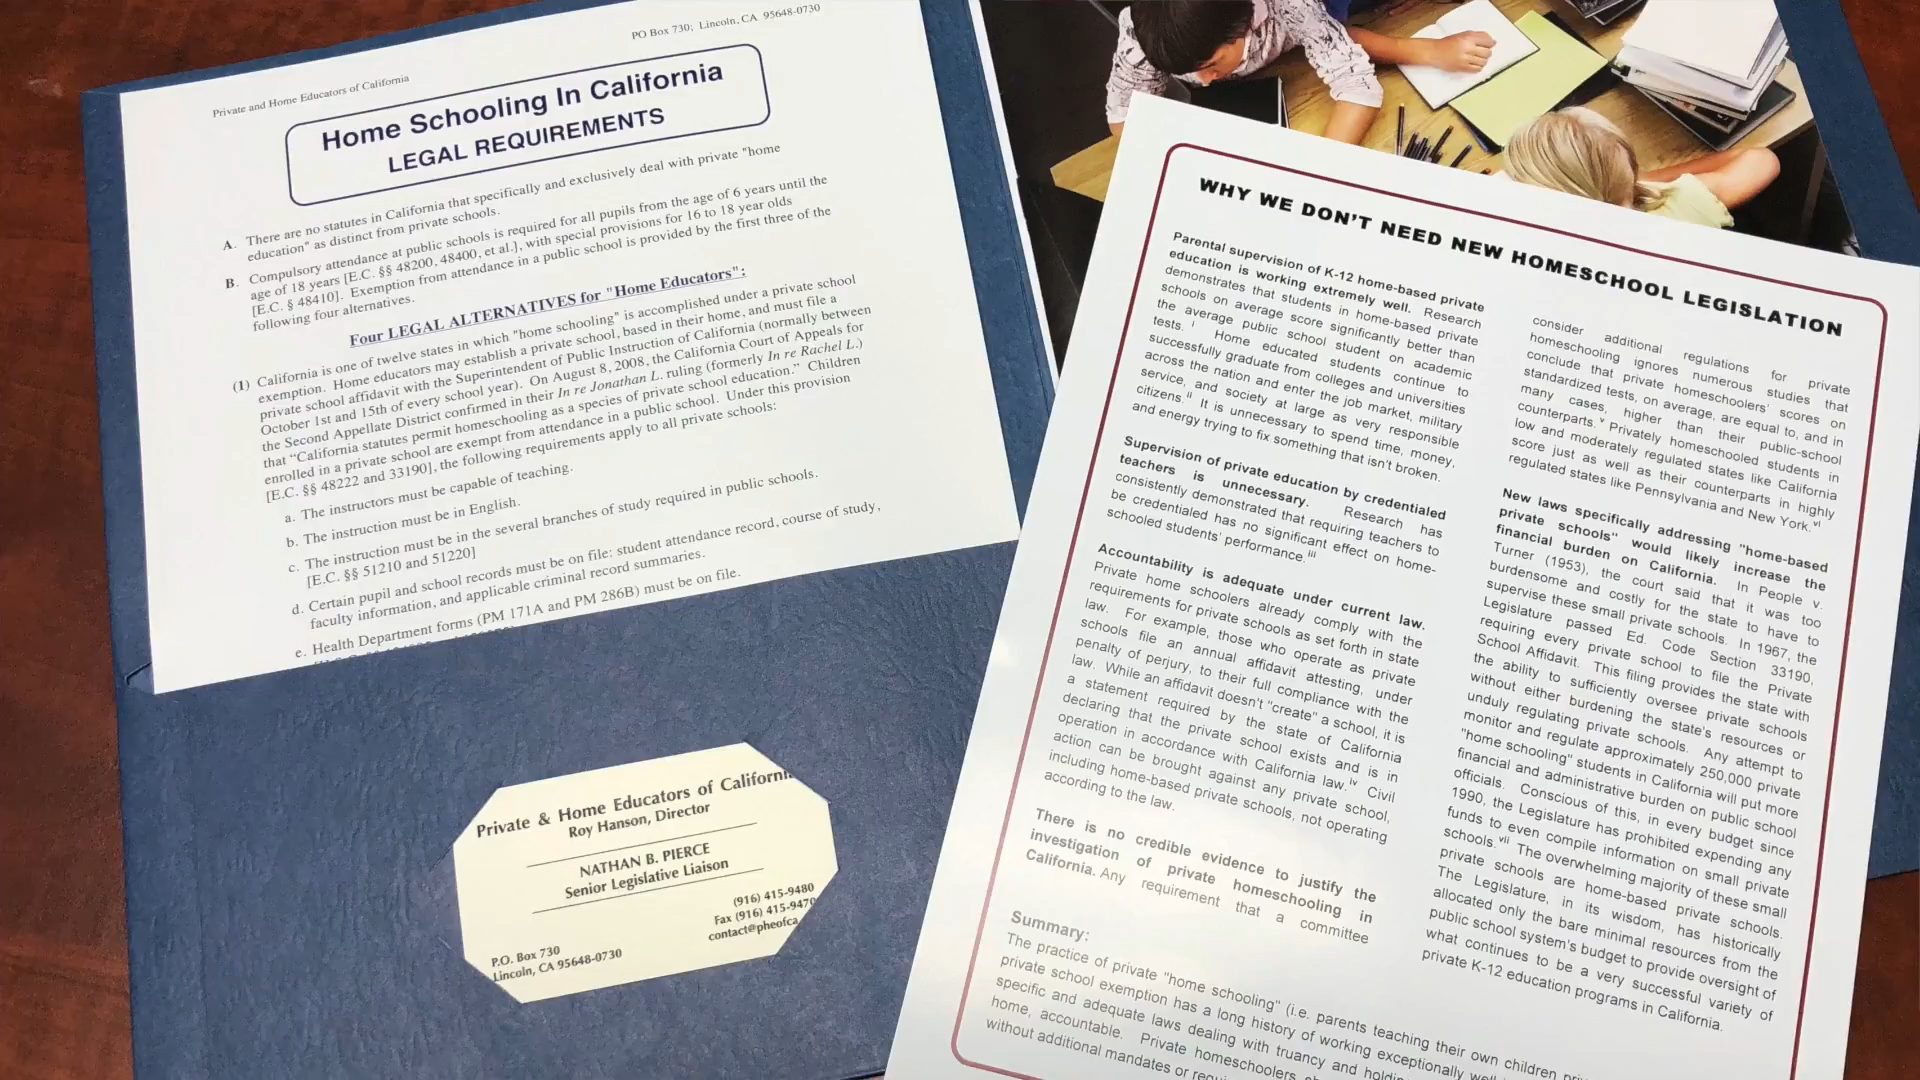 PO Box 730; Lincoln, CA 95648-0730
Private and Home Educators of California
Home Schooling In California
LEGAL REQUIREMENTS
A. There are no statutes in California that specifically and exclusively deal with private "home
education" as distinct from private schools.
B. Compulsory attendance at public schools is required for all pupils from the age of 6 years until the
age of 18 years [E.C. §§ 48200, 48400, et al.], with special provisions for 16 to 18 year olds
[E.C. § 48410]. Exemption from attendance in a public school is provided by the first three of the
following four alternatives.
Four LEGAL ALTERNATIVES for "Home Educators":
(1) California is one of twelve states in which "home schooling" is accomplished under a private school
exemption. Home educators may establish a private school, based in their home, and must file a
private school affidavit with the Superintendent of Public Instruction of California (normally between
October 1st and 15th of every school year). On August 8, 2008, the California Court of Appeals for
the Second Appellate District confirmed in their In re Jonathan L. ruling (formerly In re Rachel L.)
that "California statutes permit homeschooling as a species of private school education." Children
enrolled in a private school are exempt from attendance in a public school. Under this provision
[E.C. §§ 48222 and 33190], the following requirements apply to all private schools:
a. The instructors must be capable of teaching.
b. The instruction must be in English.
c. The instruction must be in the several branches of study required in public schools.
[E.C. §§ 51210 and 51220]
d. Certain pupil and school records must be on file: student attendance record, course of study,
faculty information, and applicable criminal record summaries.
e. Health Department forms (PM 171A and PM 286B) must be on file.
Private & Home Educators of California
Roy Hanson, Director
NATHAN B. PIERCE
Senior Legislative Liaison
(916) 415-9480
Fax (916) 415-9470
contact@pheofca
P.O. Box 730
Lincoln, CA 95648-0730
WHY WE DON'T NEED NEW HOMESCHOOL LEGISLATION
Parental supervision of K-12 home-based private
education is working extremely well. Research
demonstrates that students in home-based private
schools on average score significantly better than
the average public school student on academic
tests. i Home educated students continue to
successfully graduate from colleges and universities
across the nation and enter the job market, military
service, and society at large as very responsible
citizens. ii It is unnecessary to spend time, money,
and energy trying to fix something that isn't broken.
Supervision of private education by credentialed
teachers is unnecessary. Research has
consistently demonstrated that requiring teachers to
be credentialed has no significant effect on home-
schooled students' performance. iii
Accountability is adequate under current law.
Private home schoolers already comply with the
requirements for private schools as set forth in state
law. For example, those who operate as private
schools file an annual affidavit attesting, under
penalty of perjury, to their full compliance with the
law. While an affidavit doesn't "create" a school, it is
a statement required by the state of California
declaring that the private school exists and is in
operation in accordance with California law. iv Civil
action can be brought against any private school,
including home-based private schools, not operating
according to the law.
There is no credible evidence to justify the
investigation of private homeschooling in
California. Any requirement that a committee
consider additional regulations for private
homeschooling ignores numerous studies that
conclude that private homeschoolers' scores on
standardized tests, on average, are equal to, and in
many cases, higher than their public-school
counterparts. v Privately homeschooled students in
low and moderately regulated states like California
score just as well as their counterparts in highly
regulated states like Pennsylvania and New York. vi
New laws specifically addressing "home-based
private schools" would likely increase the
financial burden on California. In People v.
Turner (1953), the court said that it was too
burdensome and costly for the state to have to
supervise these small private schools. In 1967, the
Legislature passed Ed. Code Section 33190,
requiring every private school to file the Private
School Affidavit. This filing provides the state with
the ability to sufficiently oversee private schools
without either burdening the state's resources or
unduly regulating private schools. Any attempt to
monitor and regulate approximately 250,000 private
"home schooling" students in California will put more
financial and administrative burden on public school
officials. Conscious of this, in every budget since
1990, the Legislature has prohibited expending any
funds to even compile information on small private
schools. vii The overwhelming majority of these small
private schools are home-based private schools.
The Legislature, in its wisdom, has historically
allocated only the bare minimal resources from the
public school system's budget to provide oversight of
what continues to be a very successful variety of
private K-12 education programs in California.
Summary:
The practice of private "home schooling" (i.e. parents teaching their own children
private school exemption has a long history of working exceptionally well
specific and adequate laws dealing with truancy and
home, accountable. Private homeschoolers
without additional mandates or